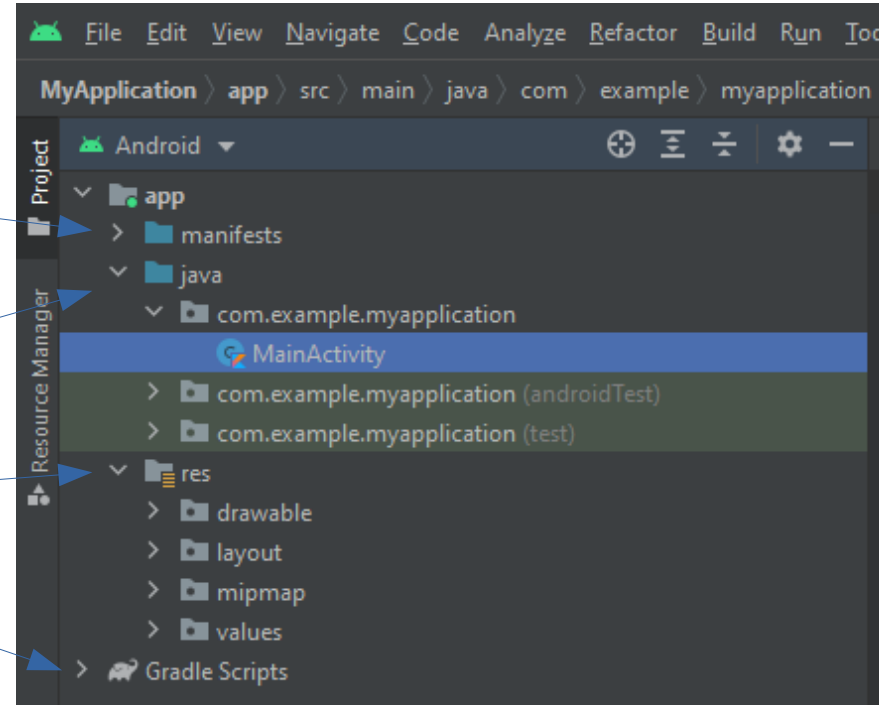 File Edit View Navigate Code Analyze Refactor Build Run
MyApplication app src main java com example myapplication
Project
Android
app
manifests
java
com.example.myapplication
MainActivity
com.example.myapplication (androidTest)
com.example.myapplication (test)
Resource Manager
res
drawable
layout
mipmap
values
Gradle Scripts